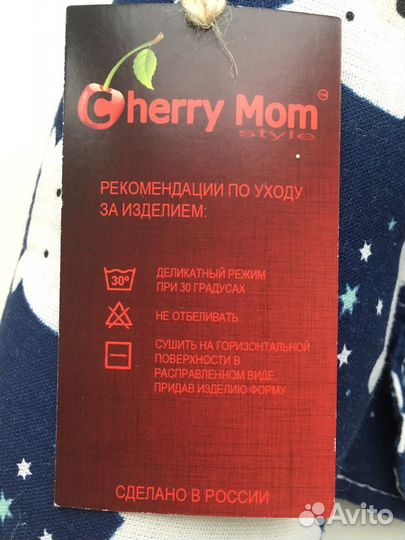 Cherry Mom™
style
РЕКОМЕНДАЦИИ ПО УХОДУ
ЗА ИЗДЕЛИЕМ:
30°
ДЕЛИКАТНЫЙ РЕЖИМ
ПРИ 30 ГРАДУСАХ
НЕ ОТБЕЛИВАТЬ
СУШИТЬ НА ГОРИЗОНТАЛЬНОЙ
ПОВЕРХНОСТИ В
РАСПРАВЛЕННОМ ВИДЕ,
ПРИДАВ ИЗДЕЛИЮ ФОРМУ
СДЕЛАНО В РОССИИ
Avito